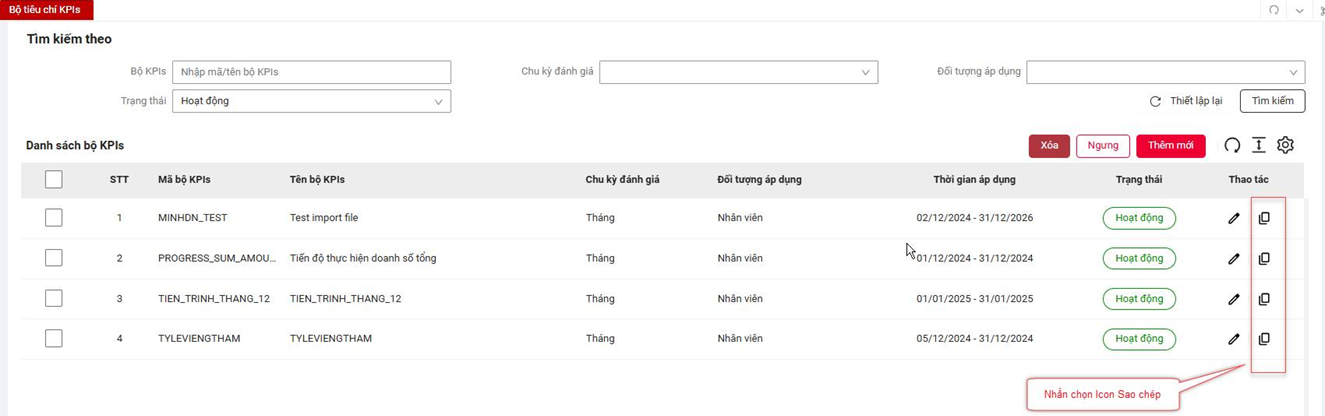 Bộ tiêu chí KPIs
Tìm kiếm theo
Bộ KPIs Nhập mã/tên bộ KPIs Chu kỳ đánh giá Đối tượng áp dụng
Trạng thái Hoạt động Thiết lập lại Tìm kiếm
Danh sách bộ KPIs Xóa Ngưng Thêm mới
STT Mã bộ KPIs Tên bộ KPIs Chu kỳ đánh giá Đối tượng áp dụng Thời gian áp dụng Trạng thái Thao tác
1 MINHDN_TEST Test import file Tháng Nhân viên 02/12/2024 - 31/12/2026 Hoạt động
2 PROGRESS_SUM_AMOU... Tiến độ thực hiện doanh số tổng Tháng Nhân viên 01/12/2024 - 31/12/2024 Hoạt động
3 TIEN_TRINH_THANG_12 TIEN_TRINH_THANG_12 Tháng Nhân viên 01/01/2025 - 31/01/2025 Hoạt động
4 TYLEVIENGTHAM TYLEVIENGTHAM Tháng Nhân viên 05/12/2024 - 31/12/2024 Hoạt động
Nhấn chọn Icon Sao chép